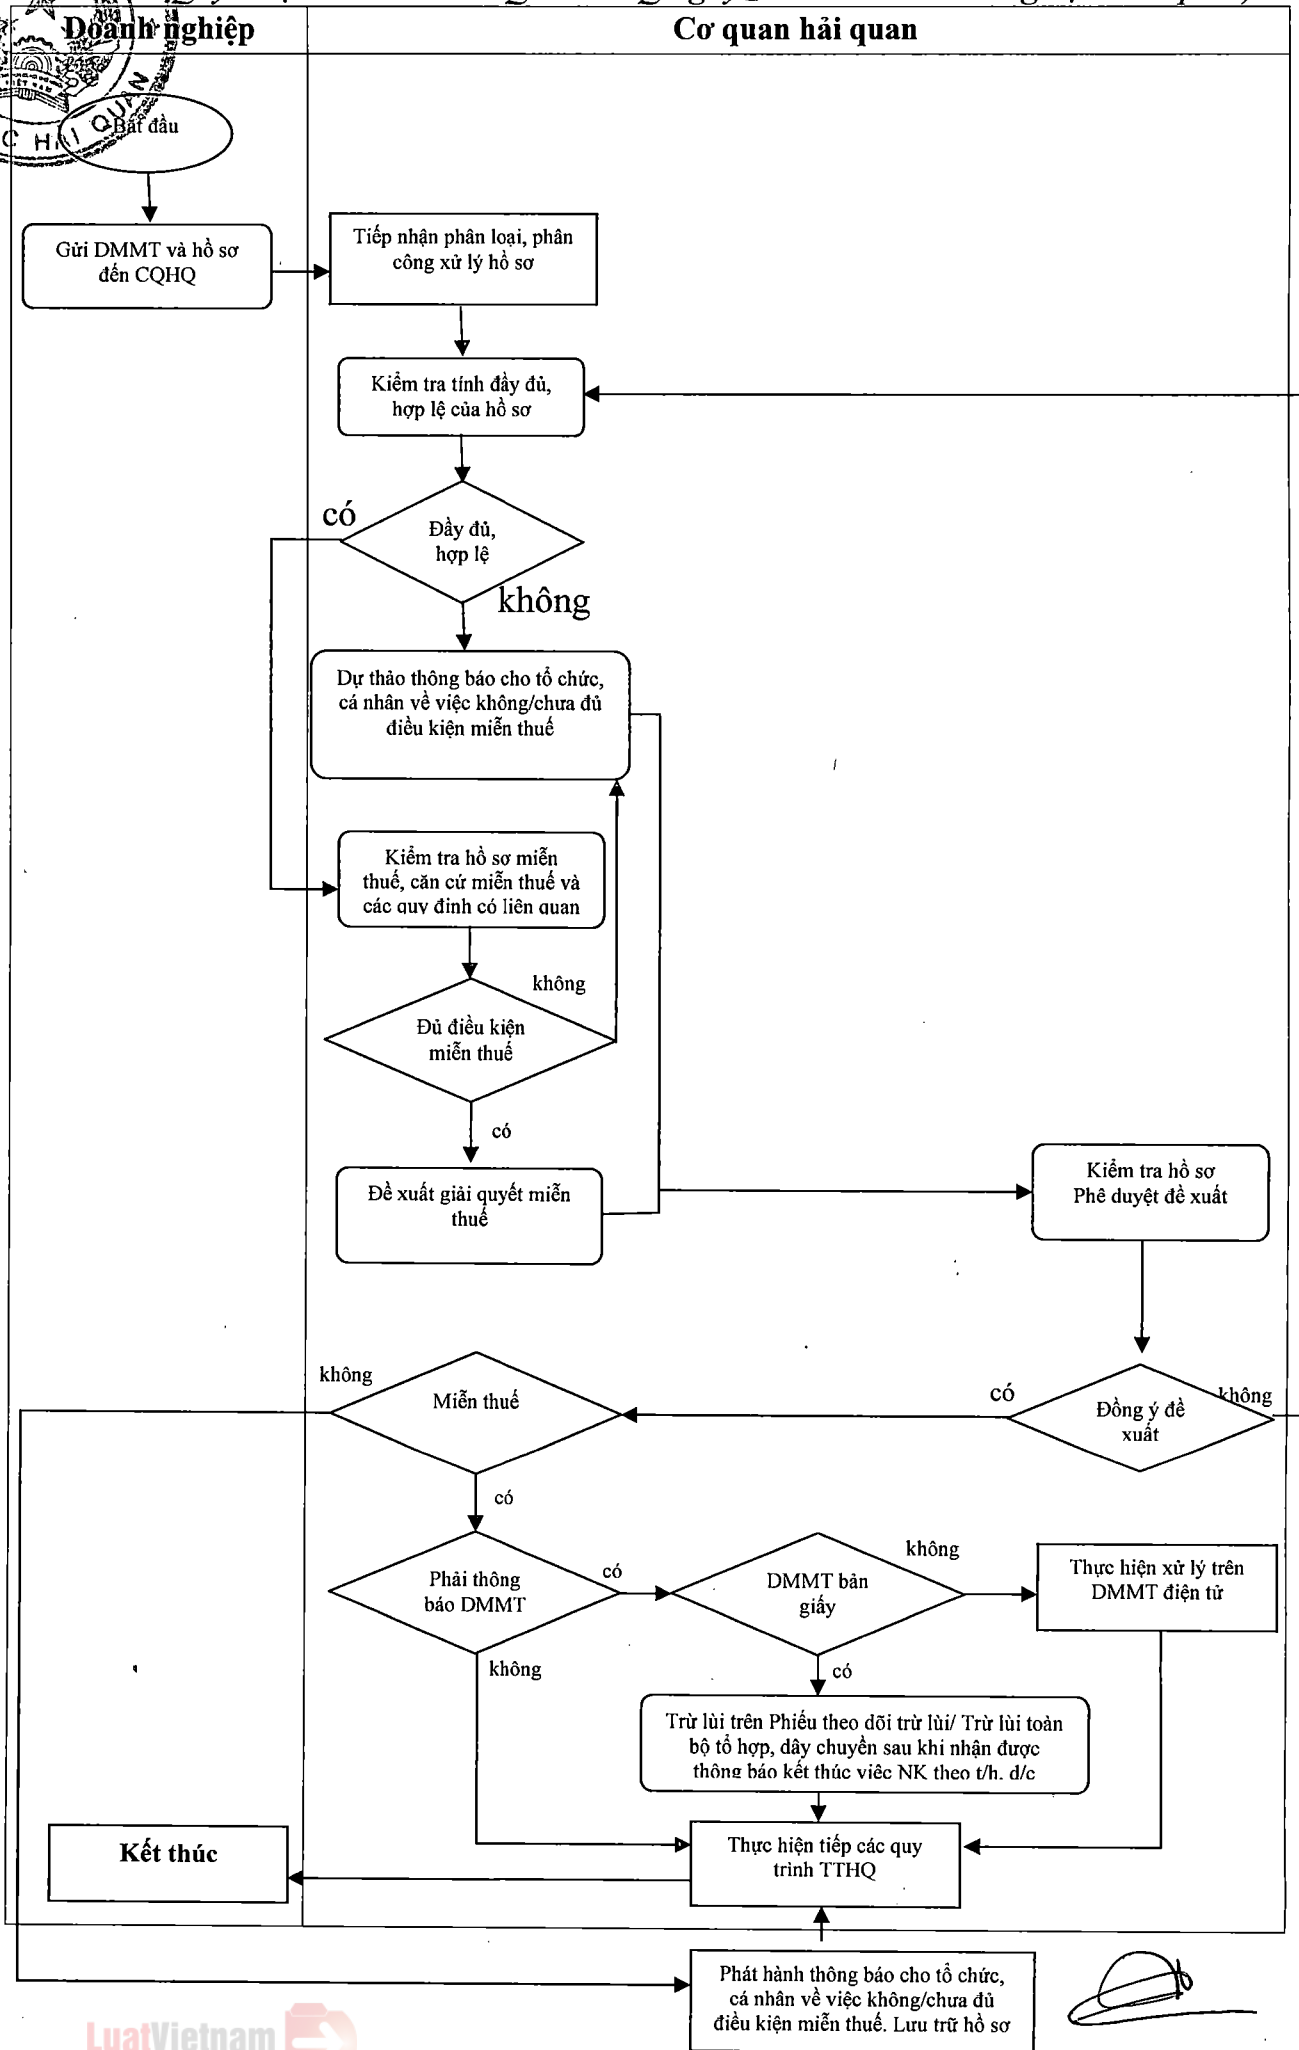 Doanh nghiệp
Cơ quan hải quan
C HẢI QUAN
Bắt đầu
Gửi DMMT và hồ sơ
đến CQHQ
Tiếp nhận phân loại, phân
công xử lý hồ sơ
Kiểm tra tính đầy đủ,
hợp lệ của hồ sơ
có
Đầy đủ,
hợp lệ
không
Dự thảo thông báo cho tổ chức,
cá nhân về việc không/chưa đủ
điều kiện miễn thuế
Kiểm tra hồ sơ miễn
thuế, căn cứ miễn thuế và
các quy định có liên quan
không
Đủ điều kiện
miễn thuế
có
Đề xuất giải quyết miễn
thuế
Kiểm tra hồ sơ
Phê duyệt đề xuất
không
Miễn thuế
có
Đồng ý đề
xuất
không
có
Phải thông
báo DMMT
có
DMMT bản
giấy
không
Thực hiện xử lý trên
DMMT điện tử
không
có
Trừ lùi trên Phiếu theo dõi trừ lùi/ Trừ lùi toàn
bộ tổ hợp, dây chuyền sau khi nhận được
thông báo kết thúc việc NK theo t/h, d/c
Kết thúc
Thực hiện tiếp các quy
trình TTHQ
Phát hành thông báo cho tổ chức,
cá nhân về việc không/chưa đủ
điều kiện miễn thuế. Lưu trữ hồ sơ
LuatVietnam